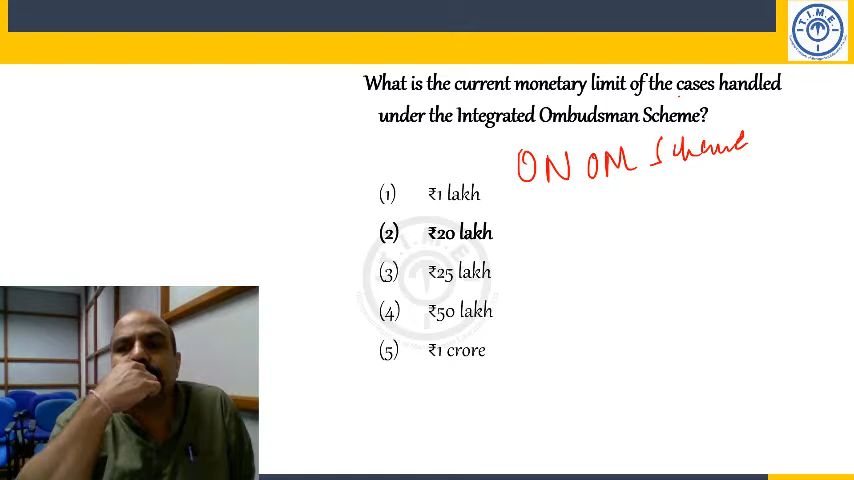 T.I.M.E.
What is the current monetary limit of the cases handled
under the Integrated Ombudsman Scheme?
ON OM Scheme
(1) ₹1 lakh
(2) ₹20 lakh
(3) ₹25 lakh
(4) ₹50 lakh
(5) ₹1 crore